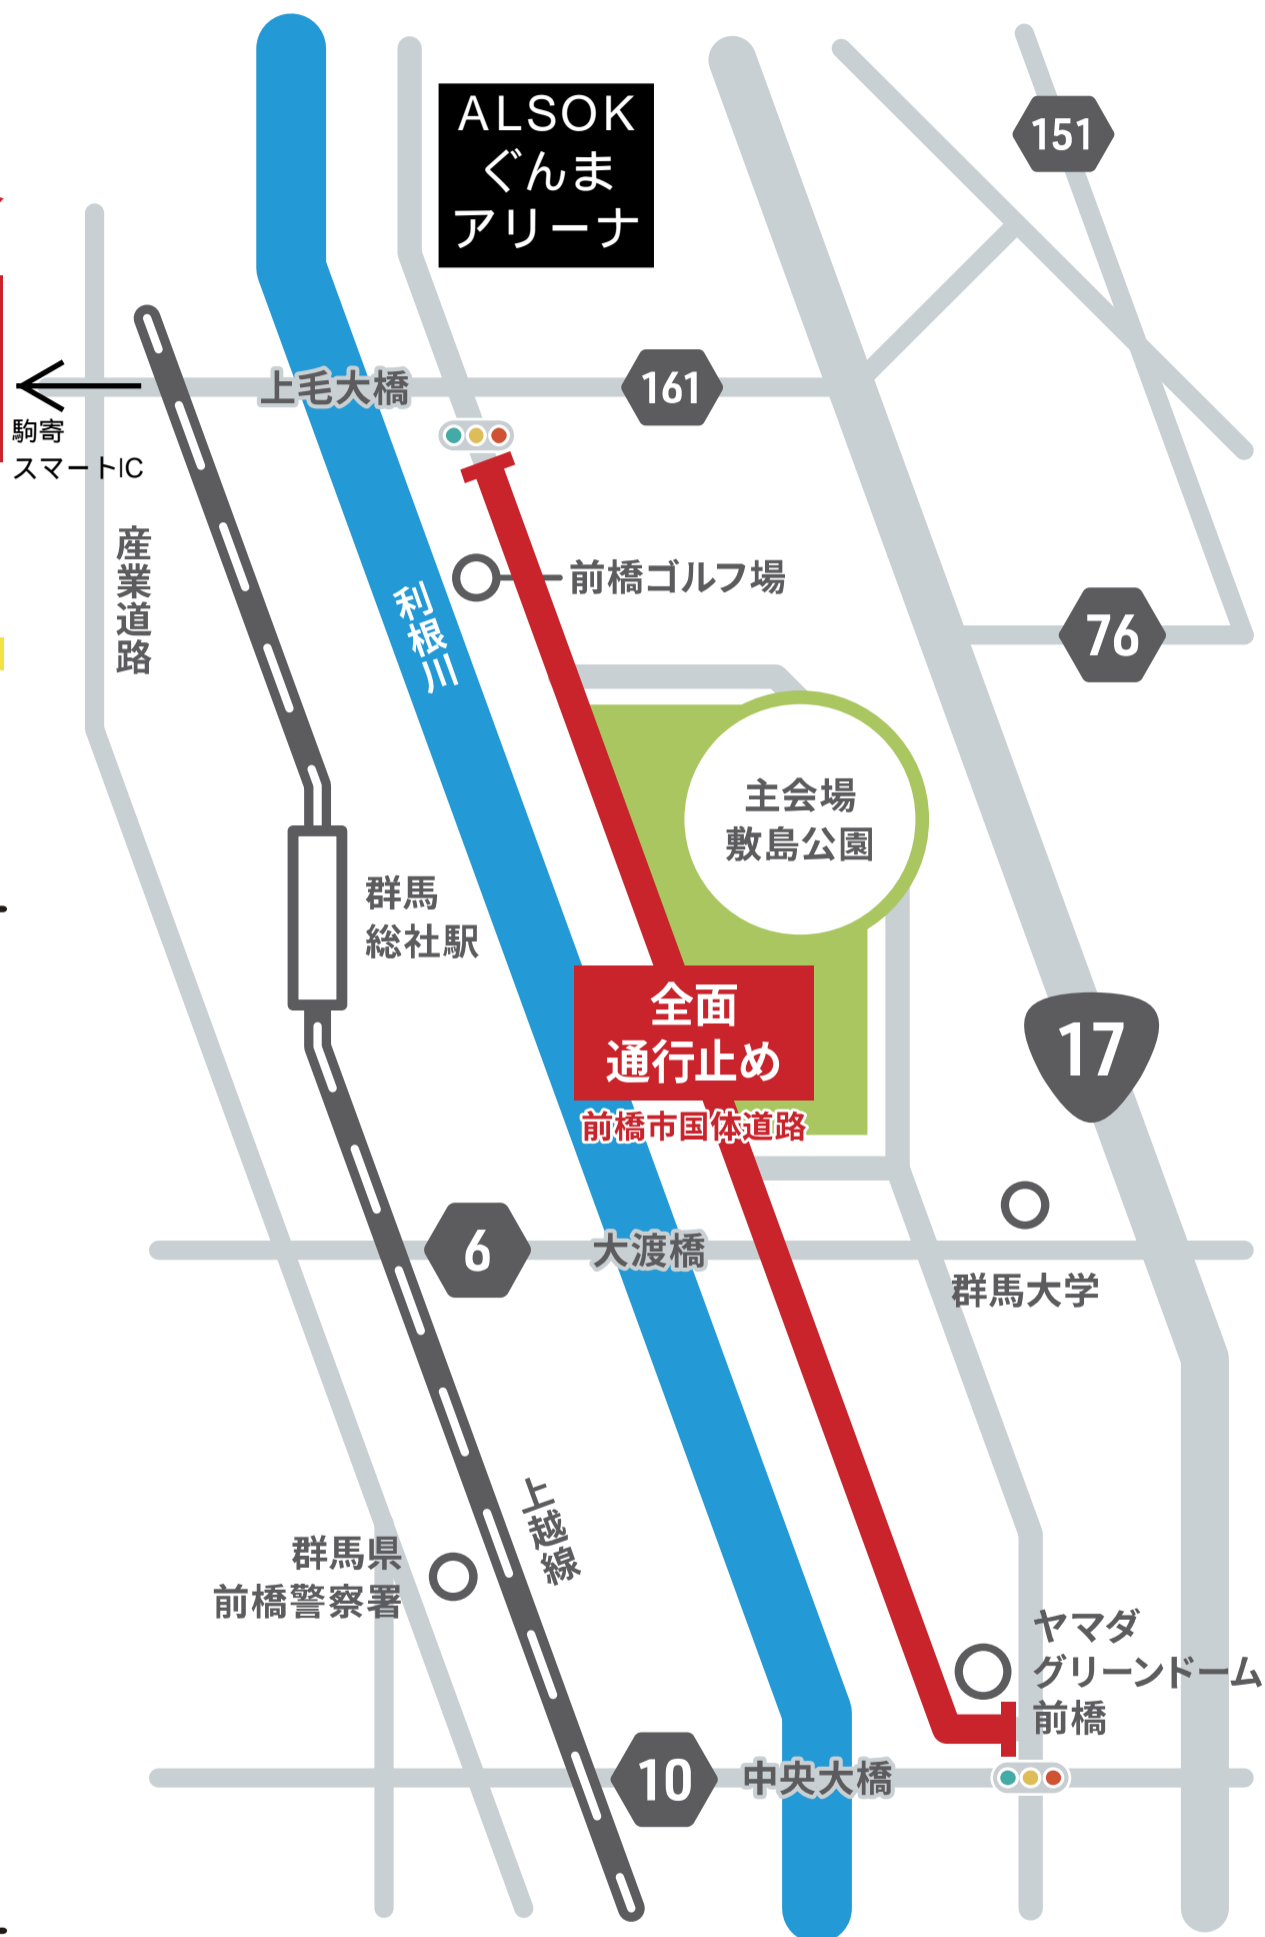 ALSOK
ぐんま
アリーナ
151
上毛大橋
161
駒寄
スマートIC
産業道路
利根川
前橋ゴルフ場
76
主会場
敷島公園
群馬
総社駅
全面
通行止め
前橋市国体道路
17
6
大渡橋
群馬大学
上越線
群馬県
前橋警察署
ヤマダ
グリーンドーム
前橋
10
中央大橋